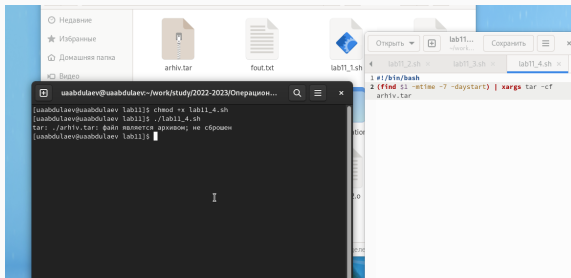 Недавние
Избранные
Домашняя папка
Видео
arhiv.tar
fout.txt
lab11_1.sh
Открыть
lab11...
Сохранить
lab11_2.sh ×
lab11_3.sh ×
lab11_4.sh ×
1 #!/bin/bash
2 (find $1 -mtime -7 -daystart) | xargs tar -cf
arhiv.tar
uaabdulaev@uaabdulaev:~/work/study/2022-2023/Операцион...
[uaabdulaev@uaabdulaev lab11]$ chmod +x lab11_4.sh
[uaabdulaev@uaabdulaev lab11]$ ./lab11_4.sh
tar: ./arhiv.tar: файл является архивом; не сброшен
[uaabdulaev@uaabdulaev lab11]$